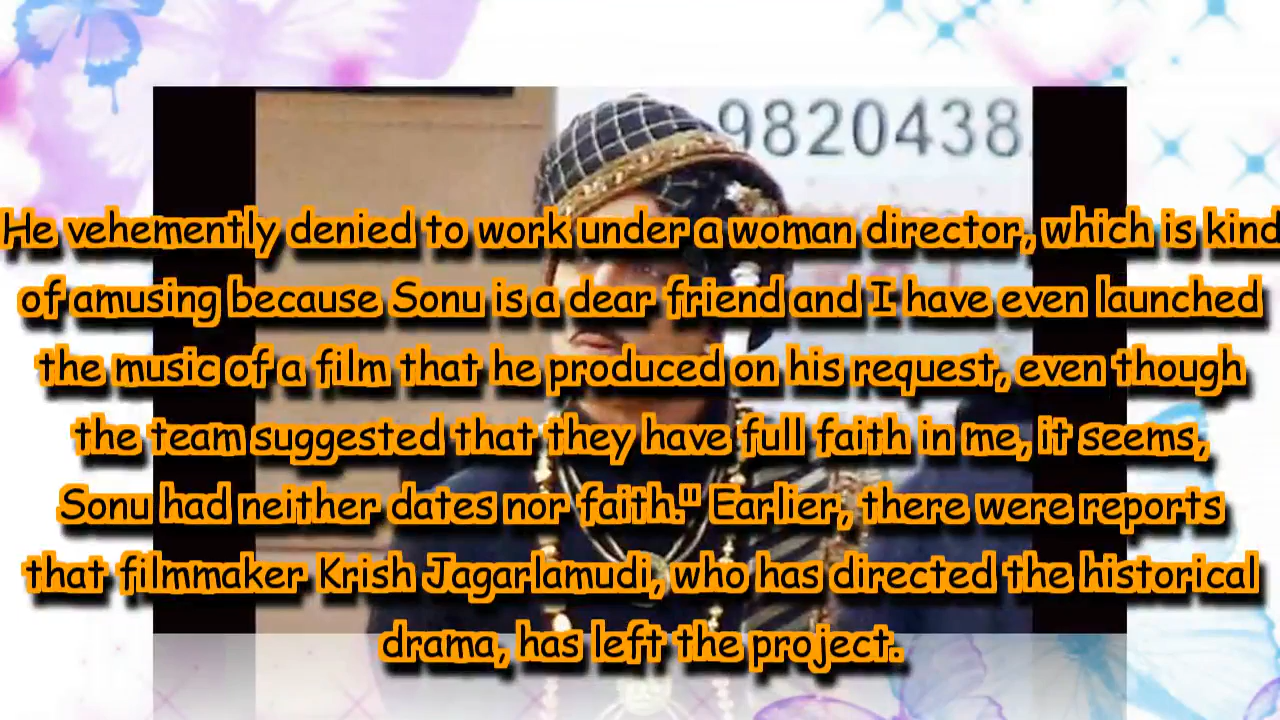 9820438
He vehemently denied to work under a woman director, which is kind
of amusing because Sonu is a dear friend and I have even launched
the music of a film that he produced on his request, even though
the team suggested that they have full faith in me, it seems,
Sonu had neither dates nor faith." Earlier, there were reports
that filmmaker Krish Jagarlamudi, who has directed the historical
drama, has left the project.